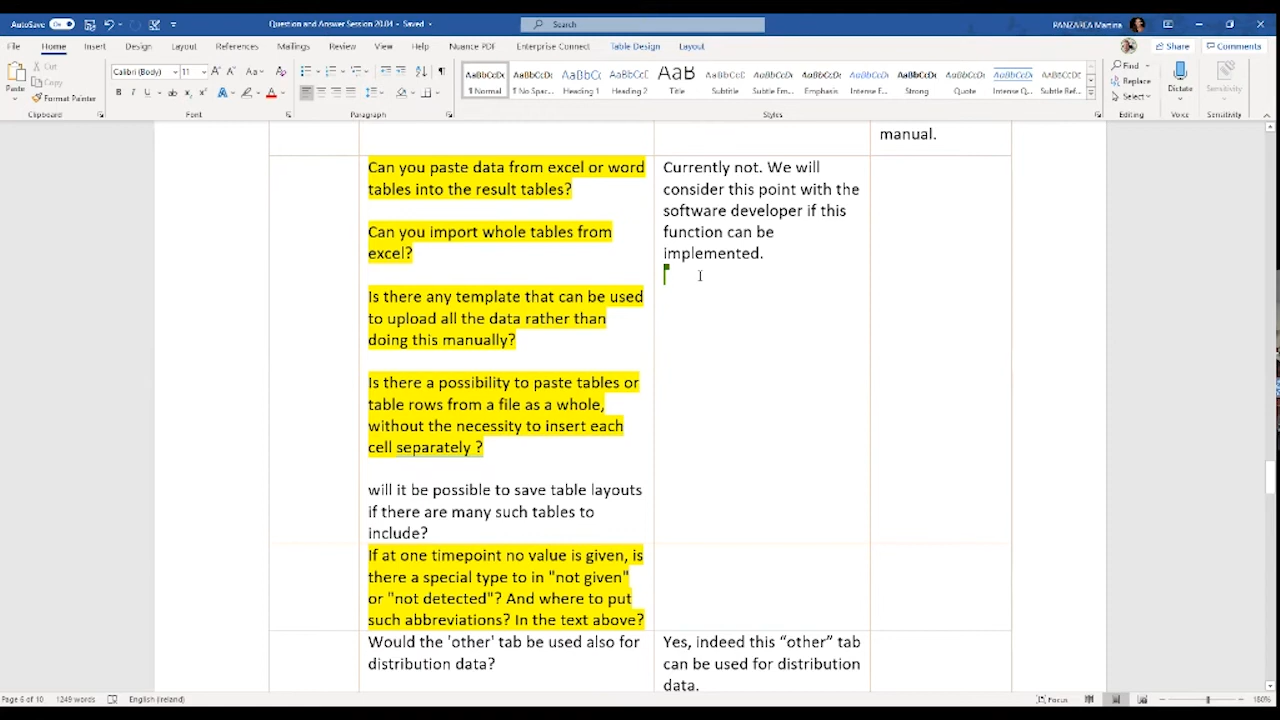 AutoSave On Question and Answer Session 20.04 - Saved Search PANZAREA Martina
File Home Insert Design Layout References Mailings Review View Help Nuance PDF Enterprise Connect Table Design Layout Share Comments
Cut
Copy
Format Painter
Paste
Calibri (Body) 11
AaBbCcDc AaBbCcDc AaBbC AaBbCcC AaB AaBbCcC AaBbCcDc AaBbCcDc AaBbCcDc AaBbCcDc AaBbCcDc AaBbCcDc AaBbCcDc
¶ Normal ¶ No Spac... Heading 1 Heading 2 Title Subtitle Subtle Em... Emphasis Intense E... Strong Quote Intense Q... Subtle Ref...
Find
Replace
Select
Dictate
Sensitivity
Clipboard Font Paragraph Styles Editing Voice Sensitivity
manual.
Can you paste data from excel or word
tables into the result tables?
Can you import whole tables from
excel?
Is there any template that can be used
to upload all the data rather than
doing this manually?
Is there a possibility to paste tables or
table rows from a file as a whole,
without the necessity to insert each
cell separately ?
will it be possible to save table layouts
if there are many such tables to
include?
Currently not. We will
consider this point with the
software developer if this
function can be
implemented.
If at one timepoint no value is given, is
there a special type to in "not given"
or "not detected"? And where to put
such abbreviations? In the text above?
Would the 'other' tab be used also for
distribution data?
Yes, indeed this “other” tab
can be used for distribution
data.
Page 6 of 10 1249 words English (Ireland) Focus 180%